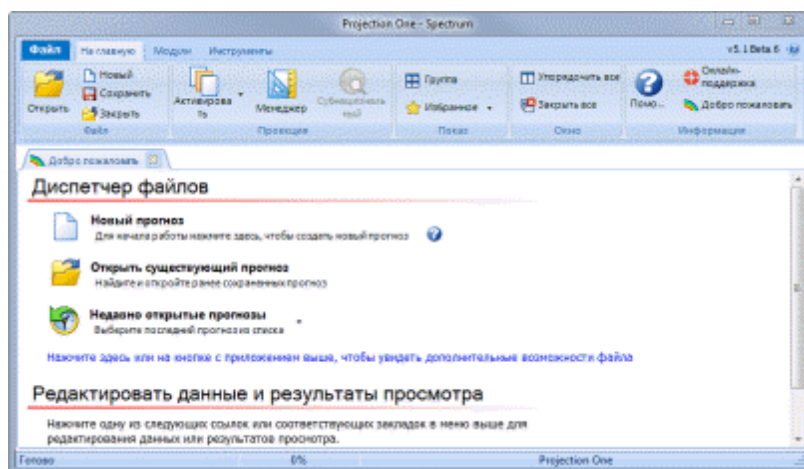 Projection One - Spectrum
Файл На главную Модули Инструменты v5.1 Beta 6
Открыть
Новый
Сохранить
Закрыть
Файл
Активировать
Менеджер
Субнациональный
Проекция
Группа
Избранное
Показ
Упорядочить все
Закрыть все
Окно
Помо...
Онлайн-поддержка
Добро пожаловать
Информация
Добро пожаловать
Диспетчер файлов
Новый прогноз
Для начала работы нажмите здесь, чтобы создать новый прогноз
Открыть существующий прогноз
Найдите и откройте ранее сохраненных прогноз
Недавно открытые прогнозы
Выберите последний прогноз из списка
Нажмите здесь или на кнопке с приложением выше, чтобы увидеть дополнительные возможности файла
Редактировать данные и результаты просмотра
Нажмите одну из следующих ссылок или соответствующих закладок в меню выше для
редактирования данных или результатов просмотра.
Готово 0% Projection One